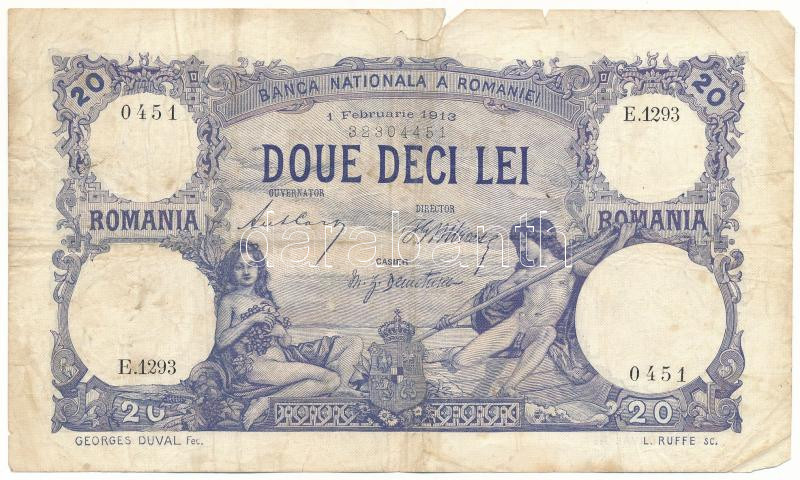 20 BANCA NATIONALA A ROMANIEI 20
0451 1 Februarie 1913 E.1293
32304451
DOUE DECI LEI
GUVERNATOR
DIRECTOR
ROMANIA ROMANIA
darabanth
CASIER
E.1293 0451
20 20
GEORGES DUVAL Fec. L. RUFFE SC.